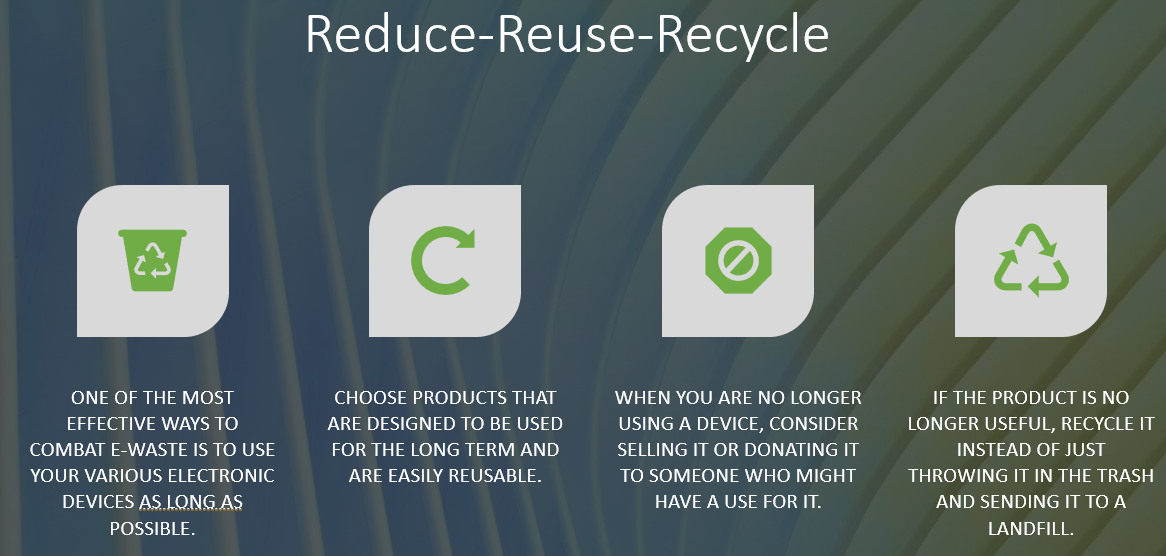 Reduce-Reuse-Recycle
ONE OF THE MOST
EFFECTIVE WAYS TO
COMBAT E-WASTE IS TO USE
YOUR VARIOUS ELECTRONIC
DEVICES AS LONG AS
POSSIBLE.
CHOOSE PRODUCTS THAT
ARE DESIGNED TO BE USED
FOR THE LONG TERM AND
ARE EASILY REUSABLE.
WHEN YOU ARE NO LONGER
USING A DEVICE, CONSIDER
SELLING IT OR DONATING IT
TO SOMEONE WHO MIGHT
HAVE A USE FOR IT.
IF THE PRODUCT IS NO
LONGER USEFUL, RECYCLE IT
INSTEAD OF JUST
THROWING IT IN THE TRASH
AND SENDING IT TO A
LANDFILL.